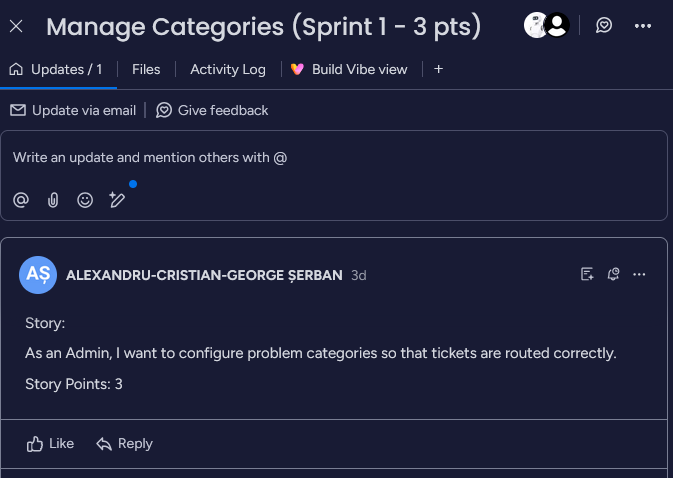 Manage Categories (Sprint 1 - 3 pts)
Updates / 1
Files
Activity Log
Build Vibe view
+
Update via email
Give feedback
Write an update and mention others with @
AȘ
ALEXANDRU-CRISTIAN-GEORGE ȘERBAN 3d
Story:
As an Admin, I want to configure problem categories so that tickets are routed correctly.
Story Points: 3
Like
Reply